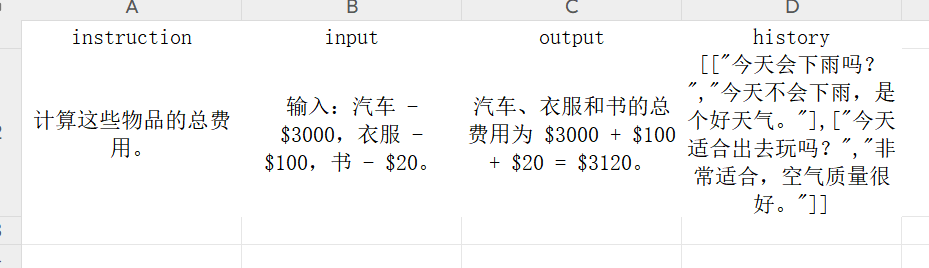 A B C D
instruction input output history
计算这些物品的总费
用。
输入: 汽车 -
$3000, 衣服 -
$100, 书 - $20。
汽车、衣服和书的总
费用为 $3000 + $100
+ $20 = $3120。
[["今天会下雨吗?
","今天不会下雨，是
个好天气。"],["今天
适合出去玩吗？","非
常适合，空气质量很
好。"]]